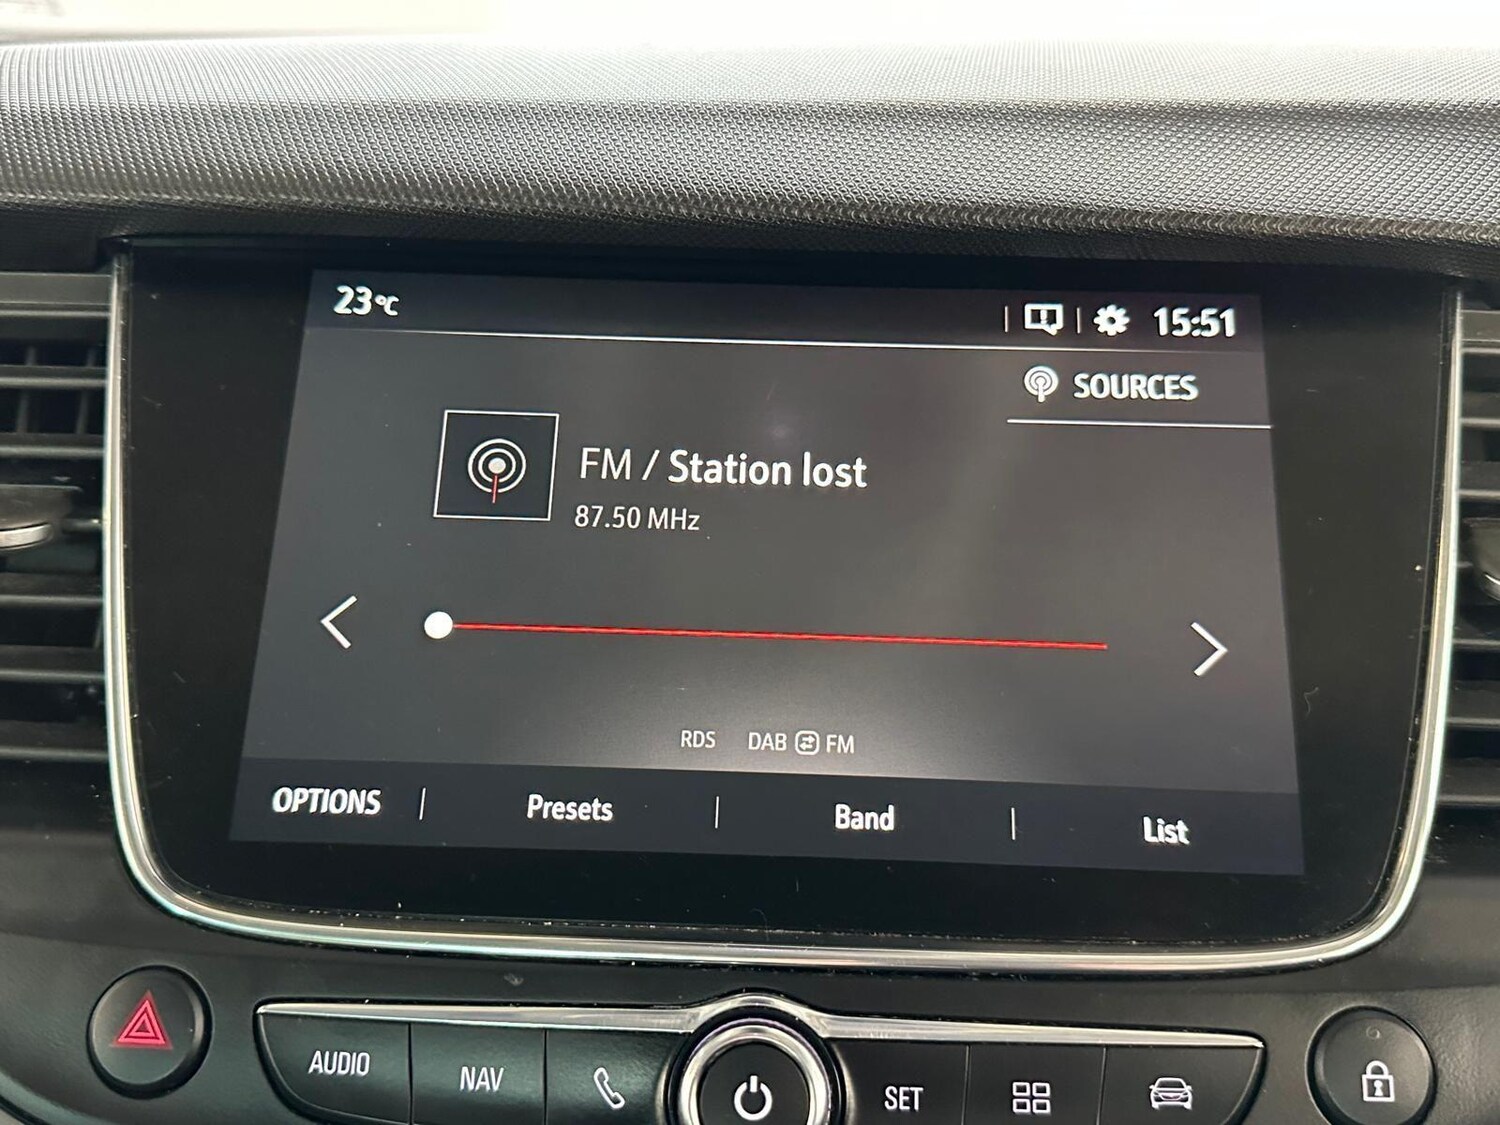 23°C
15:51
SOURCES
FM / Station lost
87.50 MHz
RDS DAB FM
OPTIONS Presets Band List
AUDIO NAV SET